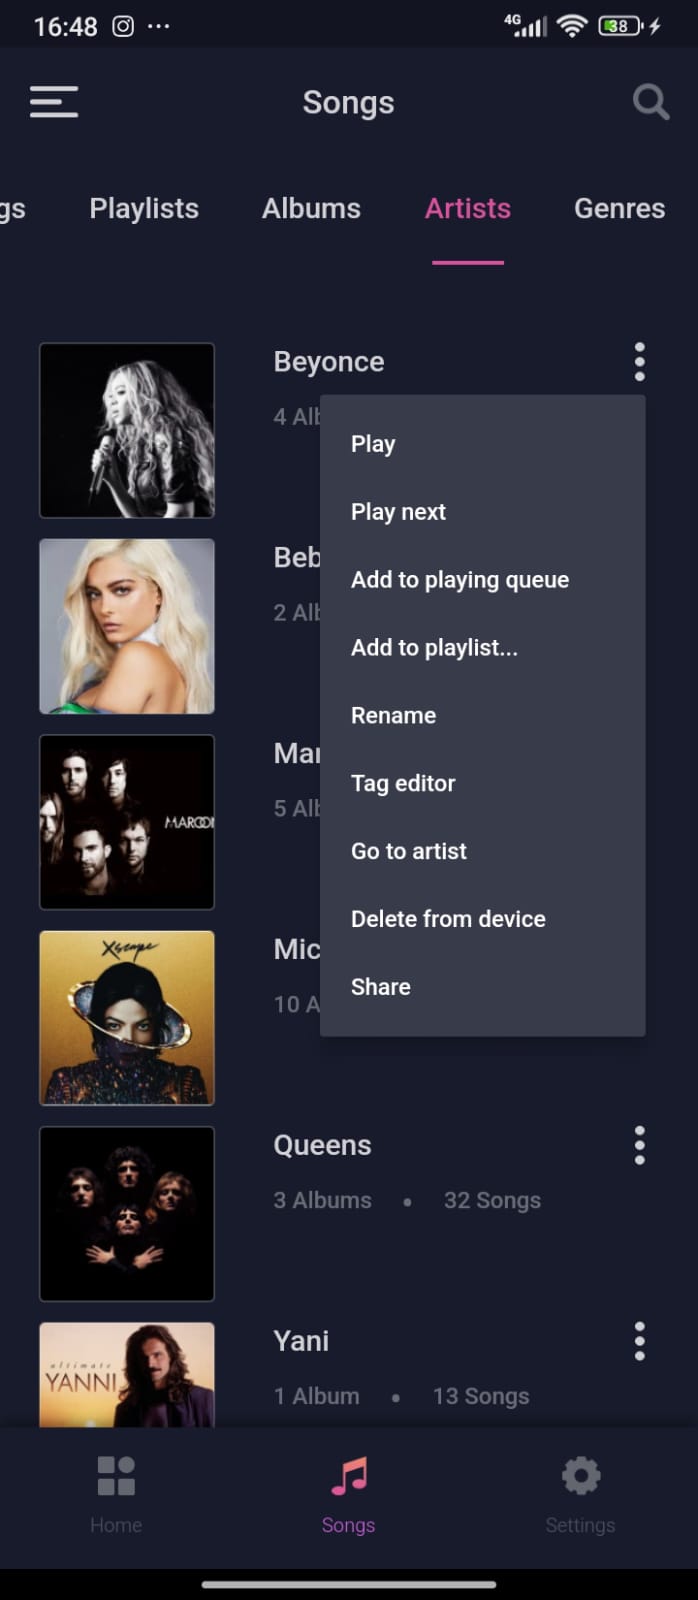 16:48 ...
4G 38
Songs
gs Playlists Albums Artists Genres
Beyonce
4 Alb
Play
Play next
Beb
Add to playing queue
2 Alb
Add to playlist...
Rename
Mar
Tag editor
5 Alb
MAROON
Go to artist
Delete from device
Xscape
Mic
Share
10 A
Queens
3 Albums • 32 Songs
Yani
ultimate
YANNI
1 Album • 13 Songs
Home Songs Settings